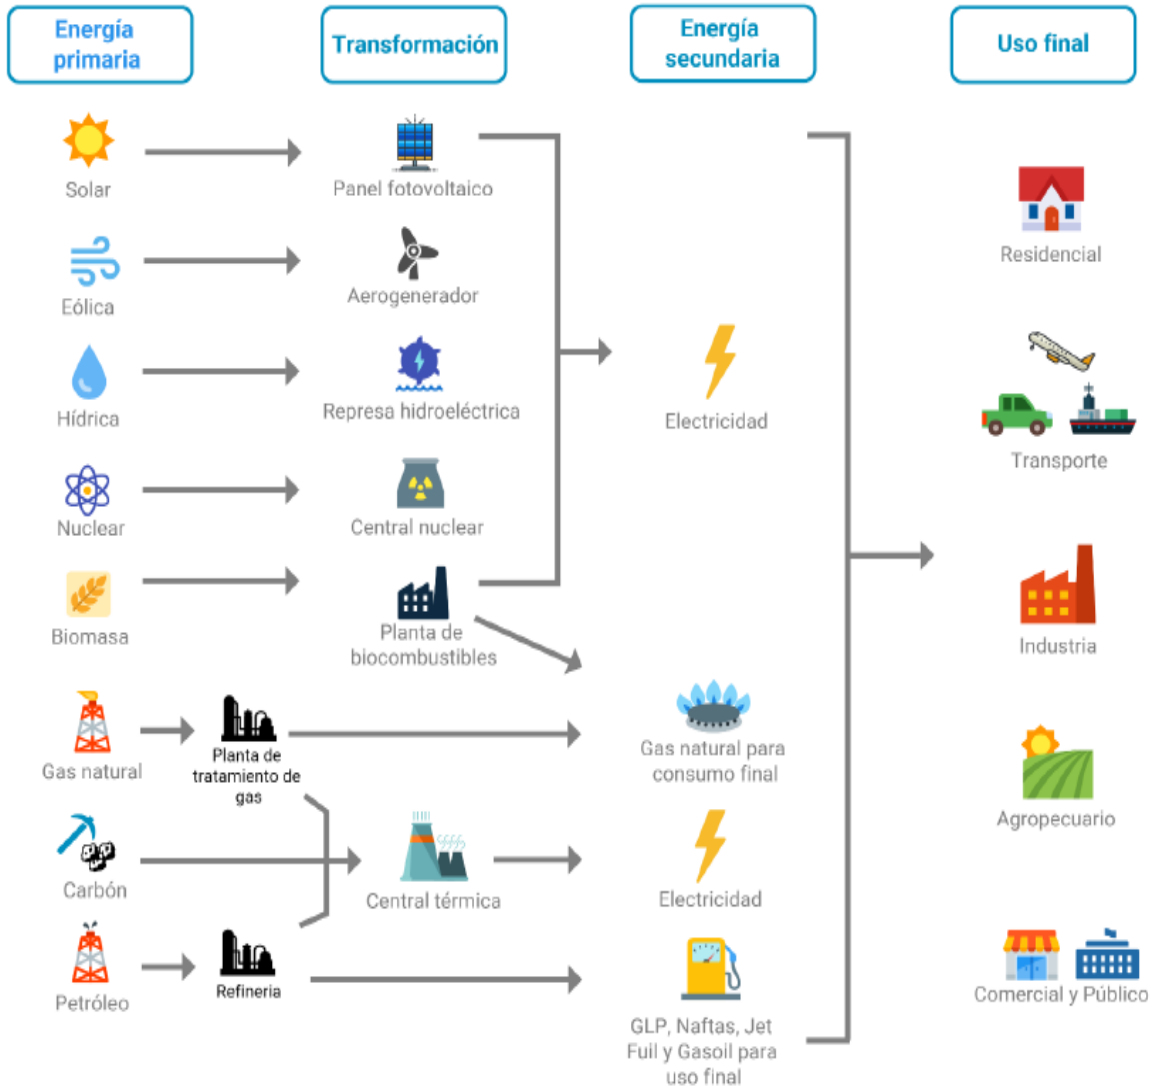 Energía
primaria
Transformación
Energía
secundaria
Uso final
Solar
Panel fotovoltaico
Eólica
Aerogenerador
Hídrica
Represa hidroeléctrica
Nuclear
Central nuclear
Biomasa
Planta de
biocombustibles
Gas natural
Planta de
tratamiento de
gas
Carbón
Central térmica
Petróleo
Refineria
Electricidad
Gas natural para
consumo final
Electricidad
GLP, Naftas, Jet
Fuil y Gasoil para
uso final
Residencial
Transporte
Industria
Agropecuario
Comercial y Público